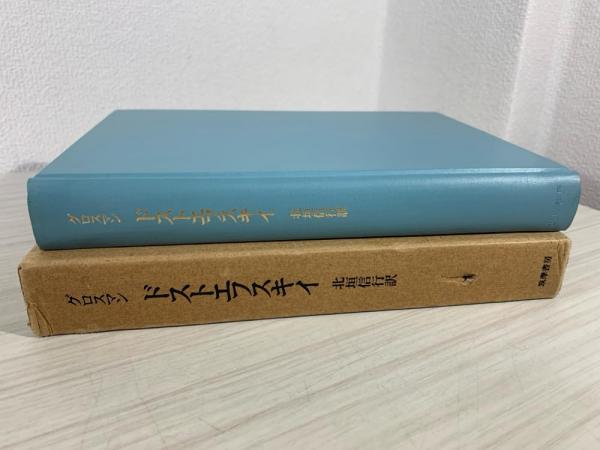 グロスマン ドストエフスキイ 北垣信行訳
グロスマン ドストエフスキイ 北垣信行訳 筑摩書房